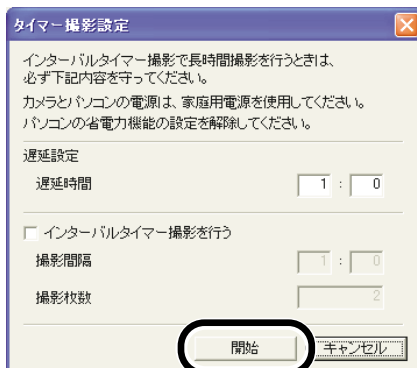 タイマー撮影設定
インターバルタイマー撮影で長時間撮影を行うときは、
必ず下記内容を守ってください。
カメラとパソコンの電源は、家庭用電源を使用してください。
パソコンの省電力機能の設定を解除してください。
遅延設定
遅延時間 1 : 0
インターバルタイマー撮影を行う
撮影間隔 1 : 0
撮影枚数 2
開始 キャンセル